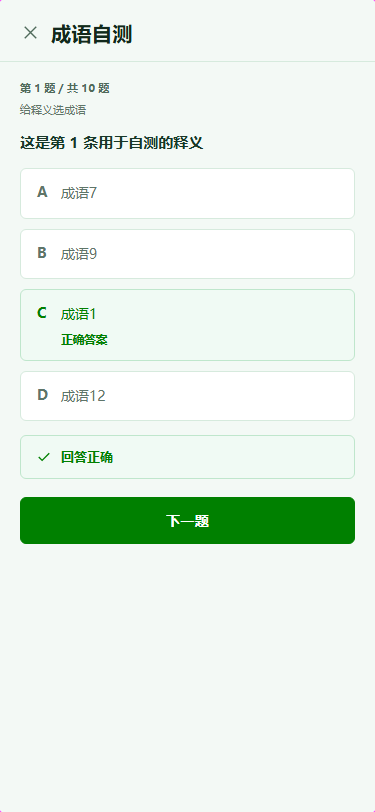 成语自测
第 1 题 / 共 10 题
给释义选成语
这是第 1 条用于自测的释义
A 成语7
B 成语9
C 成语1
正确答案
D 成语12
回答正确
下一题